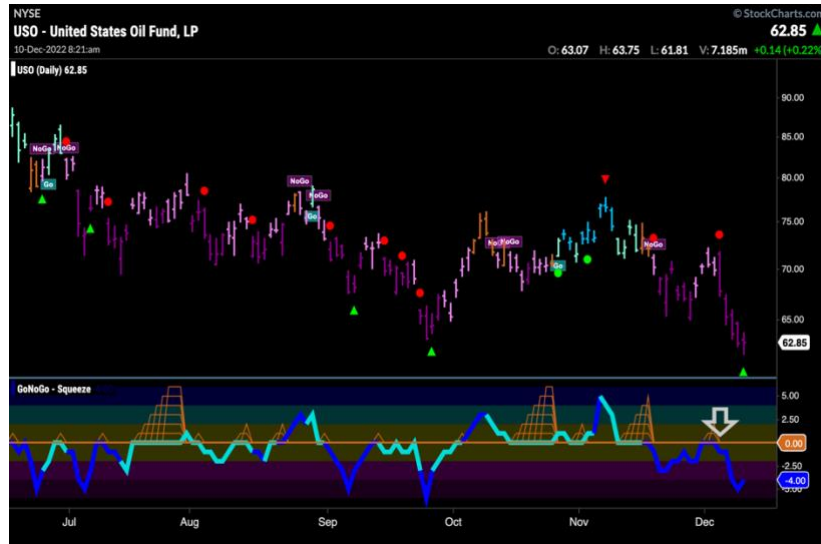 NYSE © StockCharts.com
USO - United States Oil Fund, LP 62.85
10-Dec-2022 8:21am O: 63.07 H: 63.75 L: 61.81 V: 7.185m +0.14 (+0.22%)
USO (Daily) 62.85
90.00
85.00
NoGo NoGo
80.00
Go NoGo
NoGo
75.00
Go
NoGo NoGo
70.00
Go
65.00
62.85
GoNoGo - Squeeze
5.00
2.50
0.00
-2.50
-4.00
Jul Aug Sep Oct Nov Dec